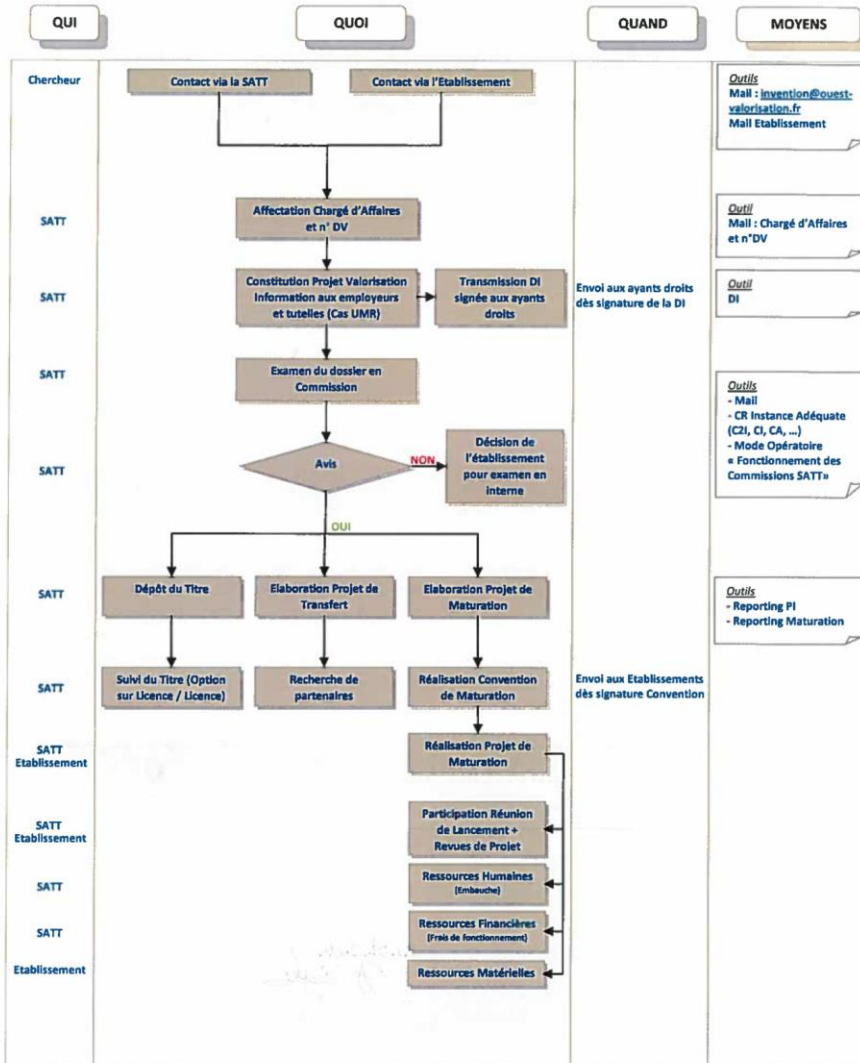 QUI
QUOI
QUAND
MOYENS
Chercheur
Contact via la SATT
Contact via l'Etablissement
Outils
Mail : invention@ouest-
valorisation.fr
Mail Etablissement
SATT
Affectation Chargé d'Affaires
et n° DV
Outil
Mail : Chargé d'Affaires
et n°DV
SATT
Constitution Projet Valorisation
Information aux employeurs
et tutelles (Cas UMR)
Transmission DI
signée aux ayants
droits
Envoi aux ayants droits
dès signature de la DI
Outil
DI
SATT
Examen du dossier en
Commission
Outils
- Mail
- CR Instance Adéquate
(C2I, CI, CA, ...)
- Mode Opératoire
« Fonctionnement des
Commissions SATT»
SATT
Avis
NON
Décision de
l'établissement
pour examen en
interne
OUI
SATT
Dépôt du Titre
Elaboration Projet de
Transfert
Elaboration Projet de
Maturation
Outils
- Reporting PI
- Reporting Maturation
SATT
Suivi du Titre (Option
sur Licence / Licence)
Recherche de
partenaires
Réalisation Convention
de Maturation
Envoi aux Etablissements
dès signature Convention
SATT
Etablissement
Réalisation Projet de
Maturation
SATT
Etablissement
Participation Réunion
de Lancement +
Revues de Projet
SATT
Ressources Humaines
(Embauche)
SATT
Ressources Financières
(Frais de fonctionnement)
Etablissement
Ressources Matérielles